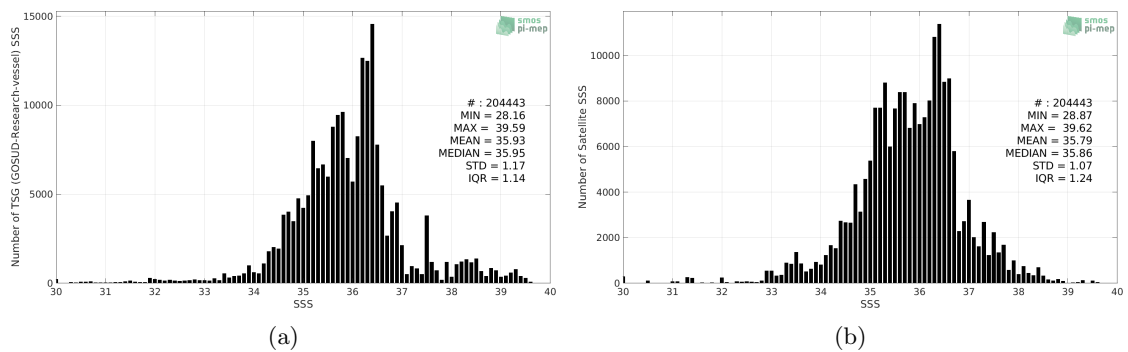 15000
10000
5000
0
Number of TSG (GOSUD-Research-vessel) SSS
smos
pi-mep
# : 204443
MIN = 28.16
MAX = 39.59
MEAN = 35.93
MEDIAN = 35.95
STD = 1.17
IQR = 1.14
30 31 32 33 34 35 36 37 38 39 40
SSS
(a)
10000
8000
6000
4000
2000
0
Number of Satellite SSS
smos
pi-mep
# : 204443
MIN = 28.87
MAX = 39.62
MEAN = 35.79
MEDIAN = 35.86
STD = 1.07
IQR = 1.24
30 31 32 33 34 35 36 37 38 39 40
SSS
(b)